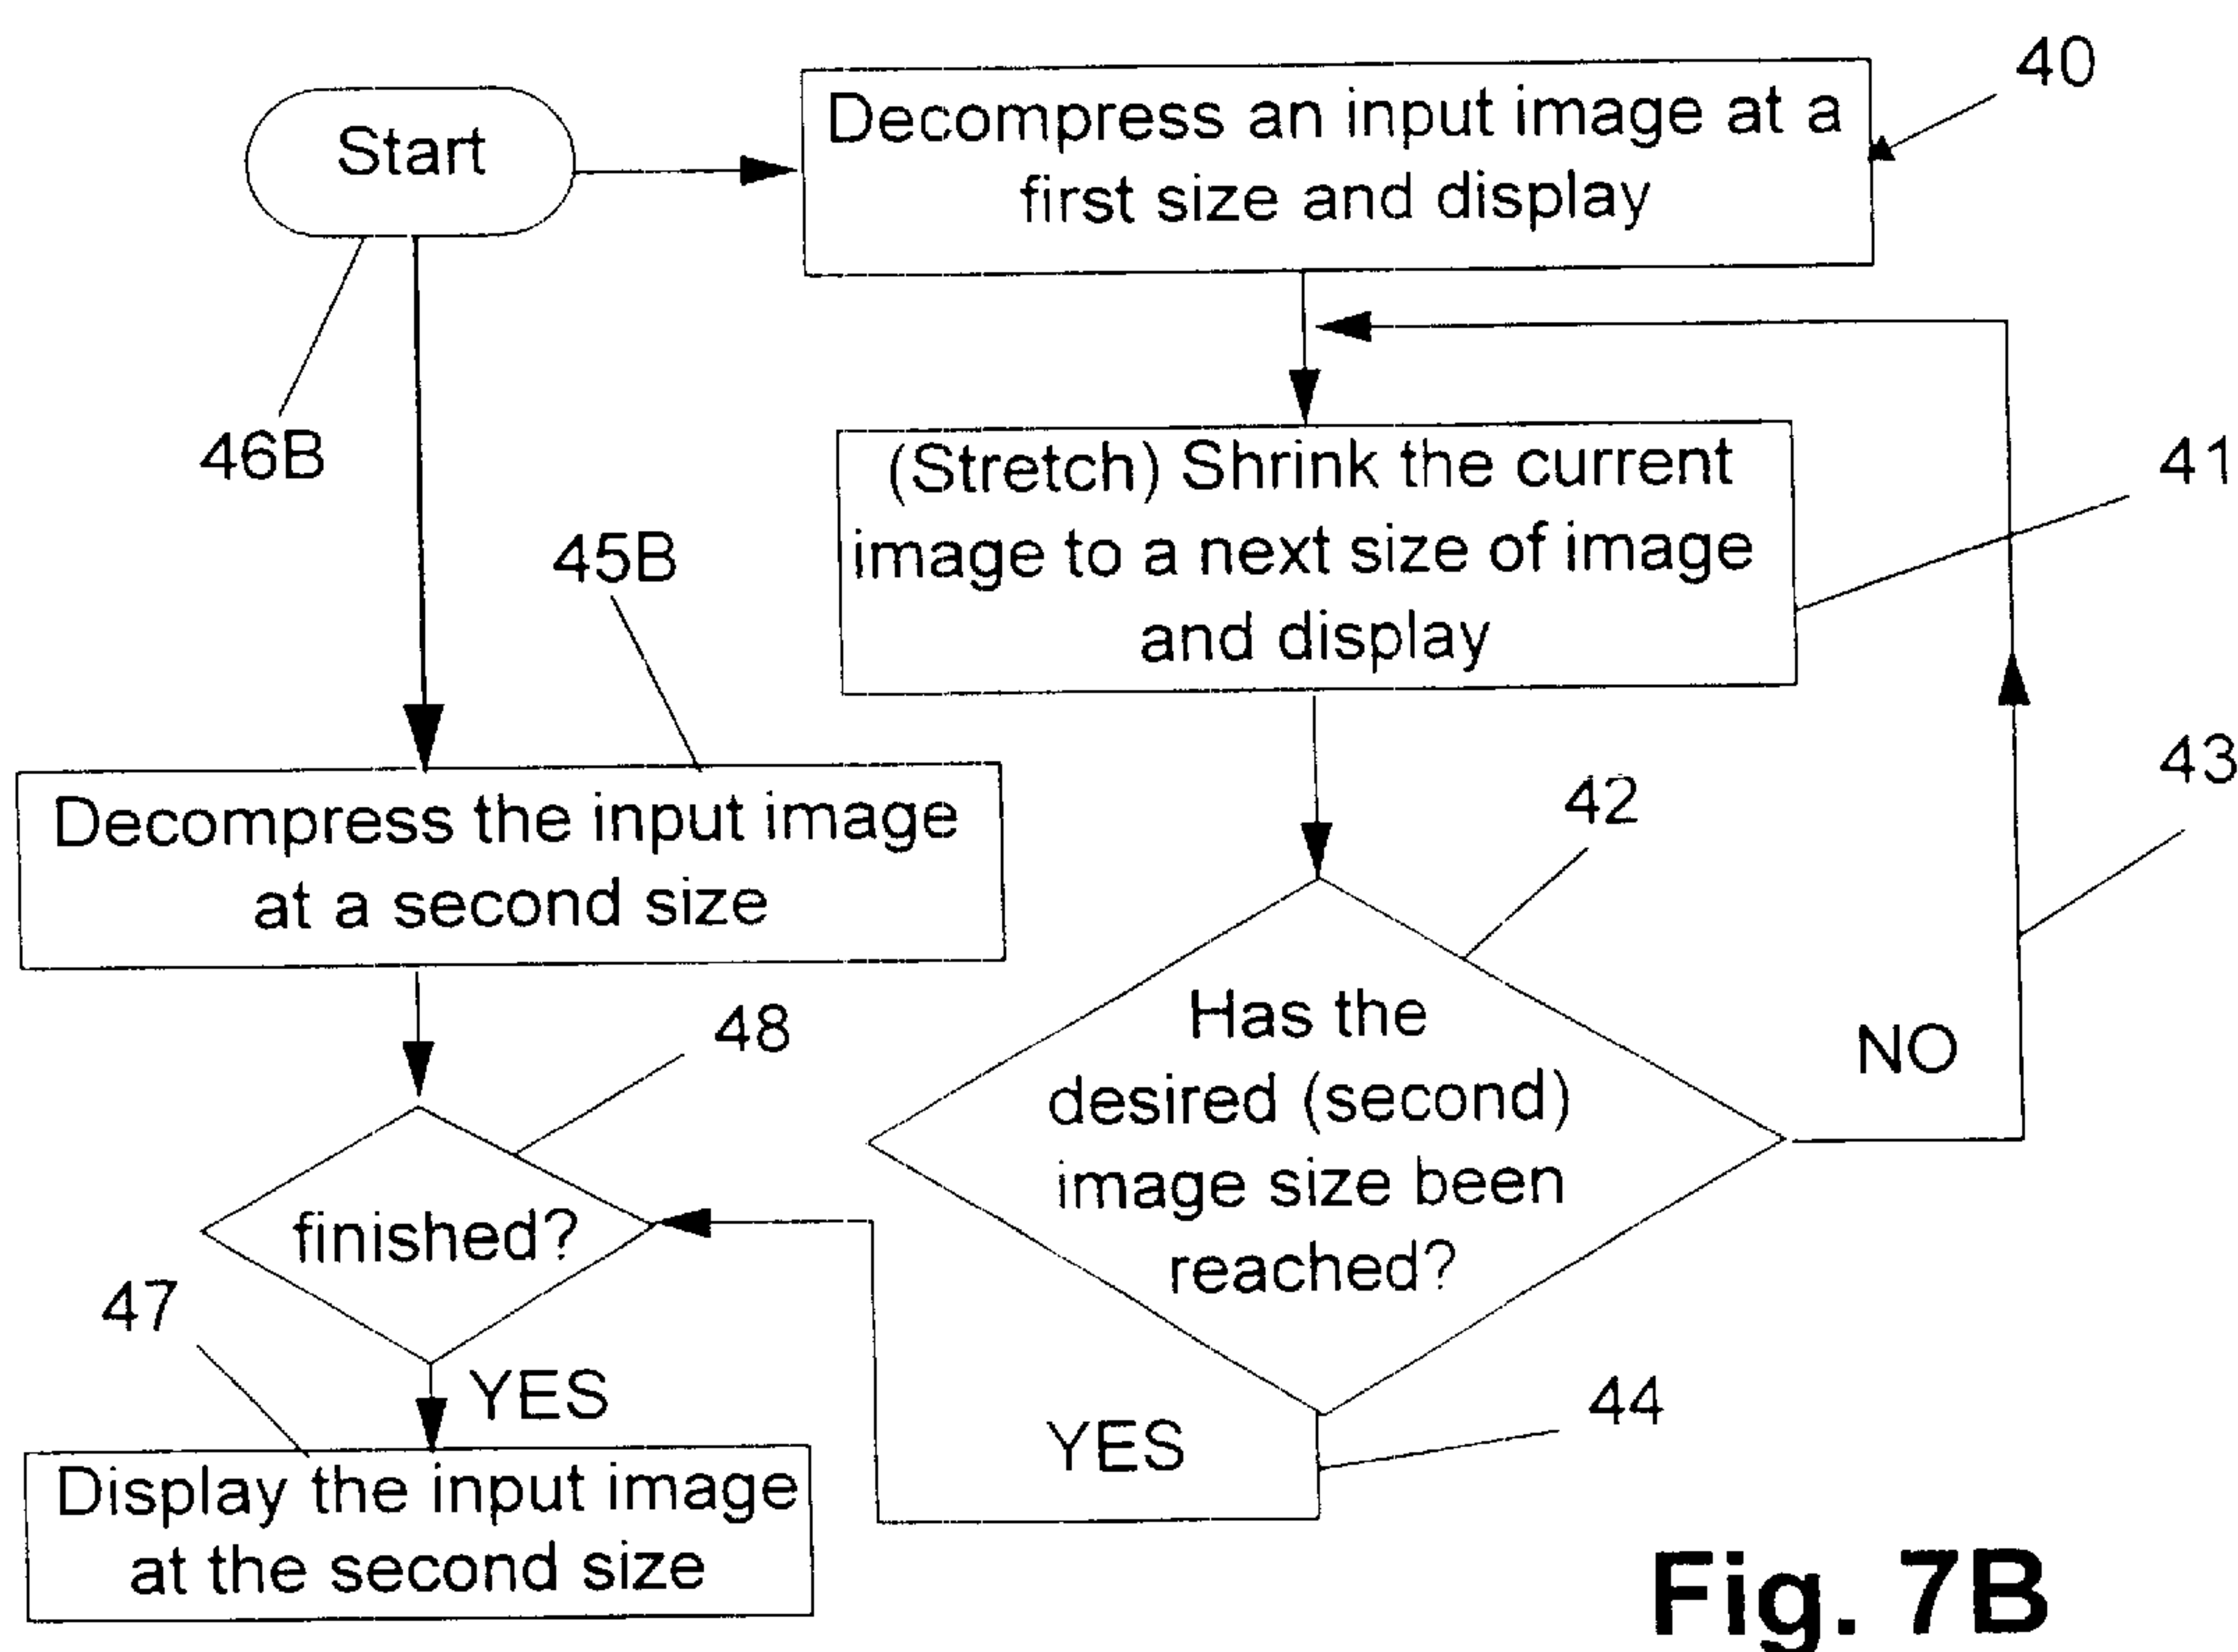 Start
Decompress an input image at a
first size and display
40
46B
(Stretch) Shrink the current
image to a next size of image
and display
41
45B
Decompress the input image
at a second size
43
42
48
Has the
desired (second)
image size been
reached?
NO
finished?
47
YES
44
YES
Display the input image
at the second size
Fig. 7B